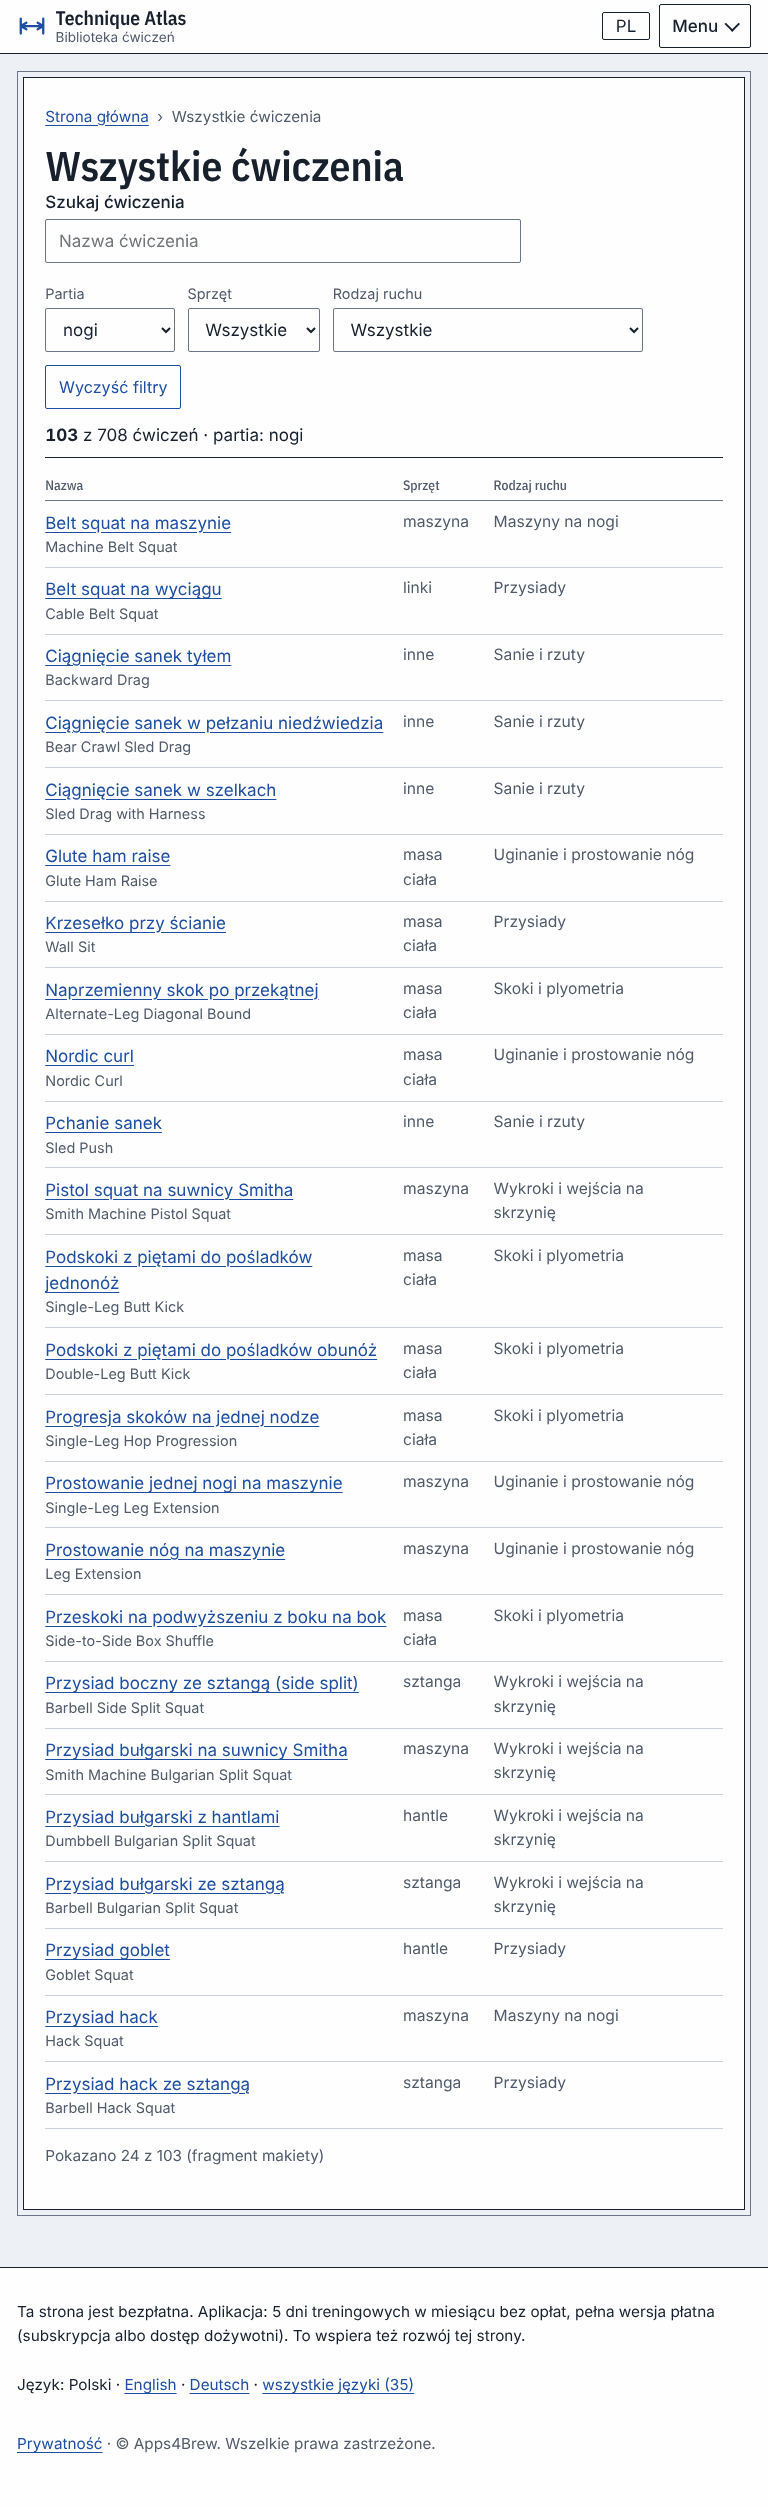 Technique Atlas
Biblioteka ćwiczeń
PL
Menu
Strona główna › Wszystkie ćwiczenia
Wszystkie ćwiczenia
Szukaj ćwiczenia
Nazwa ćwiczenia
Partia Sprzęt Rodzaj ruchu
nogi Wszystkie Wszystkie
Wyczyść filtry
103 z 708 ćwiczeń · partia: nogi
Nazwa Sprzęt Rodzaj ruchu
Belt squat na maszynie maszyna Maszyny na nogi
Machine Belt Squat
Belt squat na wyciągu linki Przysiady
Cable Belt Squat
Ciągnięcie sanek tyłem inne Sanie i rzuty
Backward Drag
Ciągnięcie sanek w pełzaniu niedźwiedzia inne Sanie i rzuty
Bear Crawl Sled Drag
Ciągnięcie sanek w szelkach inne Sanie i rzuty
Sled Drag with Harness
Glute ham raise masa Uginanie i prostowanie nóg
Glute Ham Raise ciała
Krzesełko przy ścianie masa Przysiady
Wall Sit ciała
Naprzemienny skok po przekątnej masa Skoki i plyometria
Alternate-Leg Diagonal Bound ciała
Nordic curl masa Uginanie i prostowanie nóg
Nordic Curl ciała
Pchanie sanek inne Sanie i rzuty
Sled Push
Pistol squat na suwnicy Smitha maszyna Wykroki i wejścia na
Smith Machine Pistol Squat skrzynię
Podskoki z piętami do pośladków masa Skoki i plyometria
jednonóż ciała
Single-Leg Butt Kick
Podskoki z piętami do pośladków obunóż masa Skoki i plyometria
Double-Leg Butt Kick ciała
Progresja skoków na jednej nodze masa Skoki i plyometria
Single-Leg Hop Progression ciała
Prostowanie jednej nogi na maszynie maszyna Uginanie i prostowanie nóg
Single-Leg Leg Extension
Prostowanie nóg na maszynie maszyna Uginanie i prostowanie nóg
Leg Extension
Przeskoki na podwyższeniu z boku na bok masa Skoki i plyometria
Side-to-Side Box Shuffle ciała
Przysiad boczny ze sztangą (side split) sztanga Wykroki i wejścia na
Barbell Side Split Squat skrzynię
Przysiad bułgarski na suwnicy Smitha maszyna Wykroki i wejścia na
Smith Machine Bulgarian Split Squat skrzynię
Przysiad bułgarski z hantlami hantle Wykroki i wejścia na
Dumbbell Bulgarian Split Squat skrzynię
Przysiad bułgarski ze sztangą sztanga Wykroki i wejścia na
Barbell Bulgarian Split Squat skrzynię
Przysiad goblet hantle Przysiady
Goblet Squat
Przysiad hack maszyna Maszyny na nogi
Hack Squat
Przysiad hack ze sztangą sztanga Przysiady
Barbell Hack Squat
Pokazano 24 z 103 (fragment makiety)
Ta strona jest bezpłatna. Aplikacja: 5 dni treningowych w miesiącu bez opłat, pełna wersja płatna
(subskrypcja albo dostęp dożywotni). To wspiera też rozwój tej strony.
Język: Polski · English · Deutsch · wszystkie języki (35)
Prywatność · © Apps4Brew. Wszelkie prawa zastrzeżone.